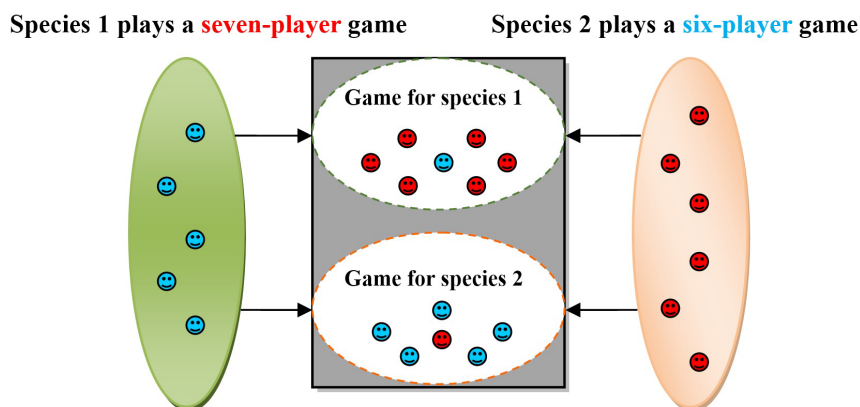 Species 1 plays a seven-player game
Species 2 plays a six-player game
Game for species 1
Game for species 2